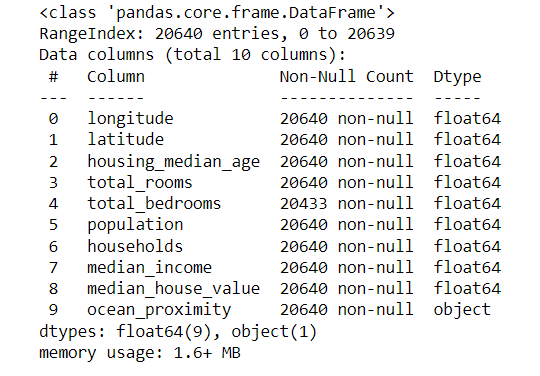 <class 'pandas.core.frame.DataFrame'>
RangeIndex: 20640 entries, 0 to 20639
Data columns (total 10 columns):
 #   Column              Non-Null Count  Dtype
---  ------              --------------  -----
 0   longitude           20640 non-null  float64
 1   latitude            20640 non-null  float64
 2   housing_median_age  20640 non-null  float64
 3   total_rooms         20640 non-null  float64
 4   total_bedrooms      20433 non-null  float64
 5   population          20640 non-null  float64
 6   households          20640 non-null  float64
 7   median_income       20640 non-null  float64
 8   median_house_value  20640 non-null  float64
 9   ocean_proximity     20640 non-null  object
dtypes: float64(9), object(1)
memory usage: 1.6+ MB